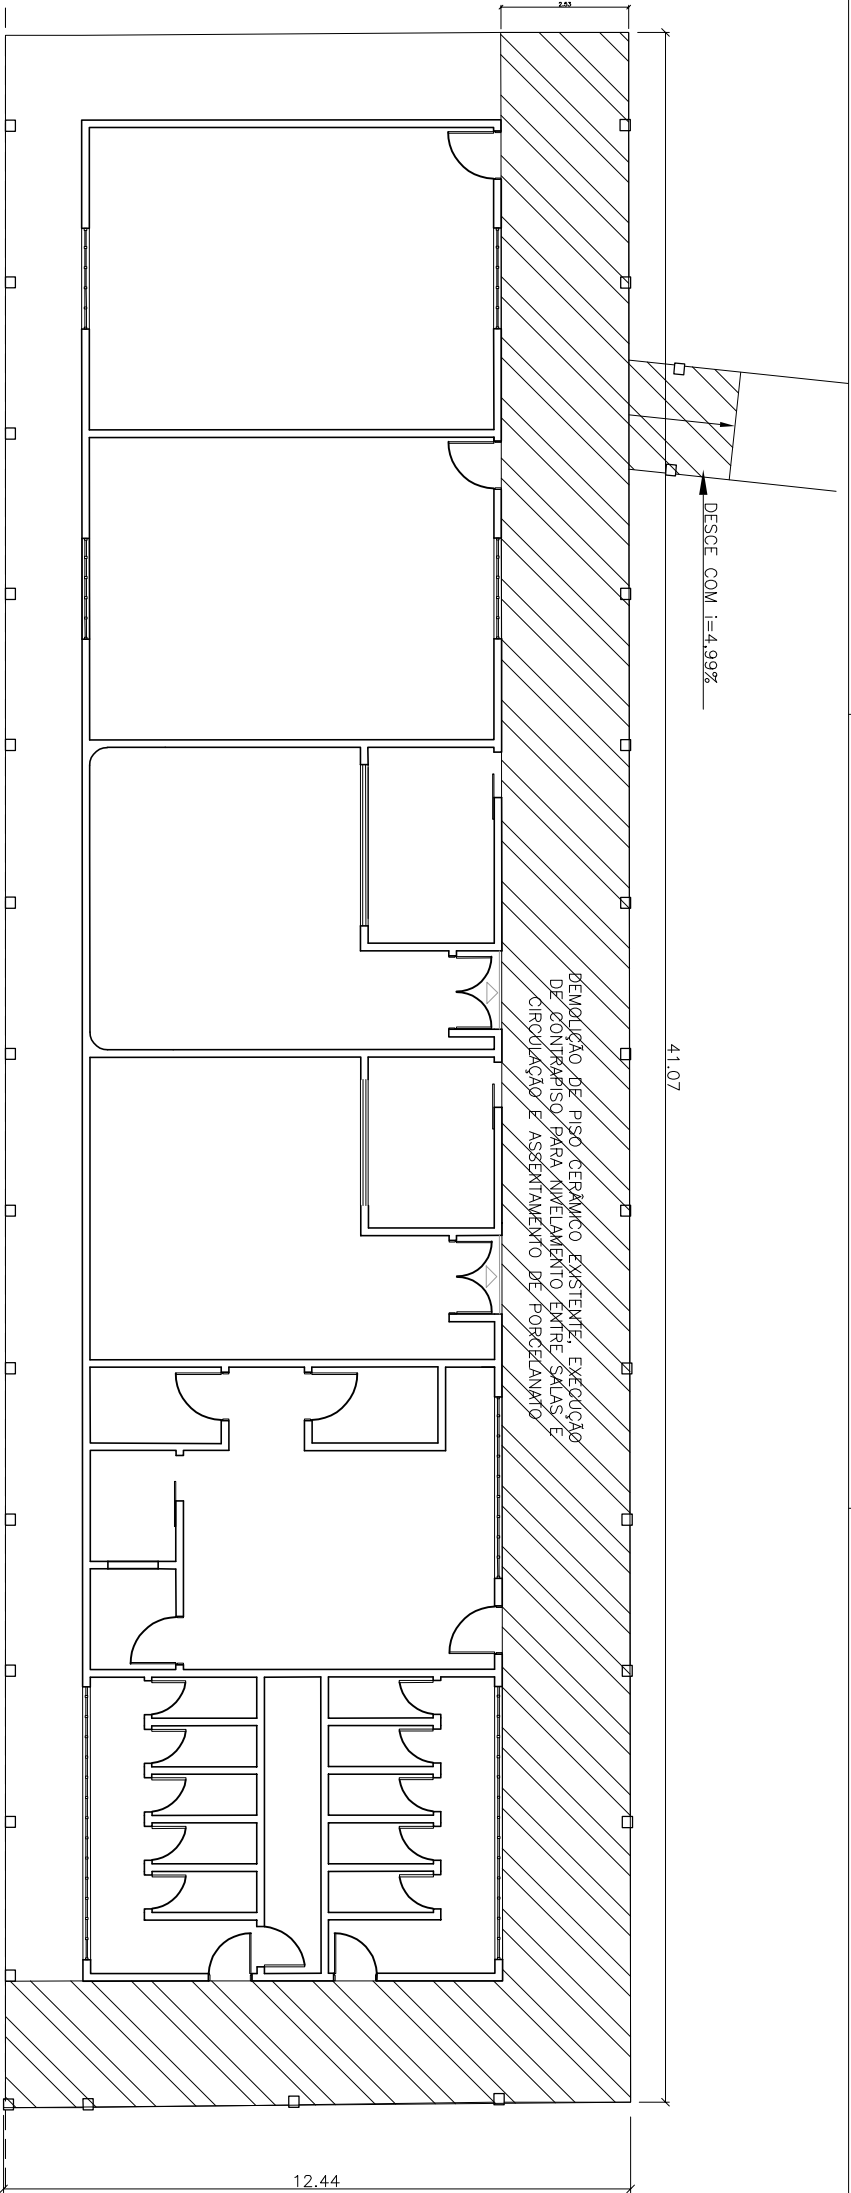 2.53
DESCE COM i=4,99%
41.07
DEMOLIÇÃO DE PISO CERÂMICO EXISTENTE, EXECUÇÃO
DE CONTRAPISO PARA NIVELAMENTO ENTRE SALAS E
CIRCULAÇÃO E ASSENTAMENTO DE PORCELANATO
12.44